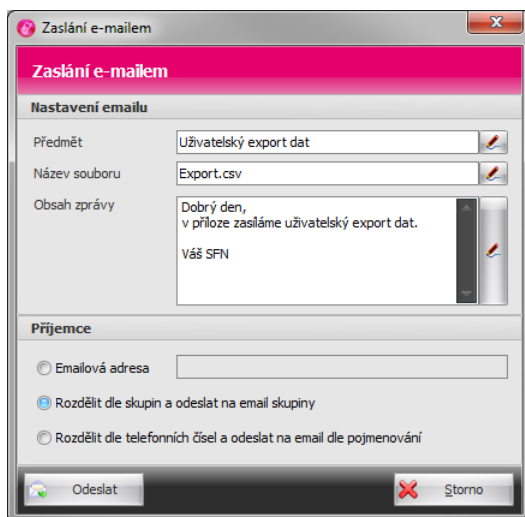 Zaslání e-mailem
Zaslání e-mailem
Nastavení emailu
Předmět Uživatelský export dat
Název souboru Export.csv
Obsah zprávy Dobrý den,
v příloze zasíláme uživatelský export dat.
Váš SFN
Příjemce
Emailová adresa
Rozdělit dle skupin a odeslat na email skupiny
Rozdělit dle telefonních čísel a odeslat na email dle pojmenování
Odeslat Storno